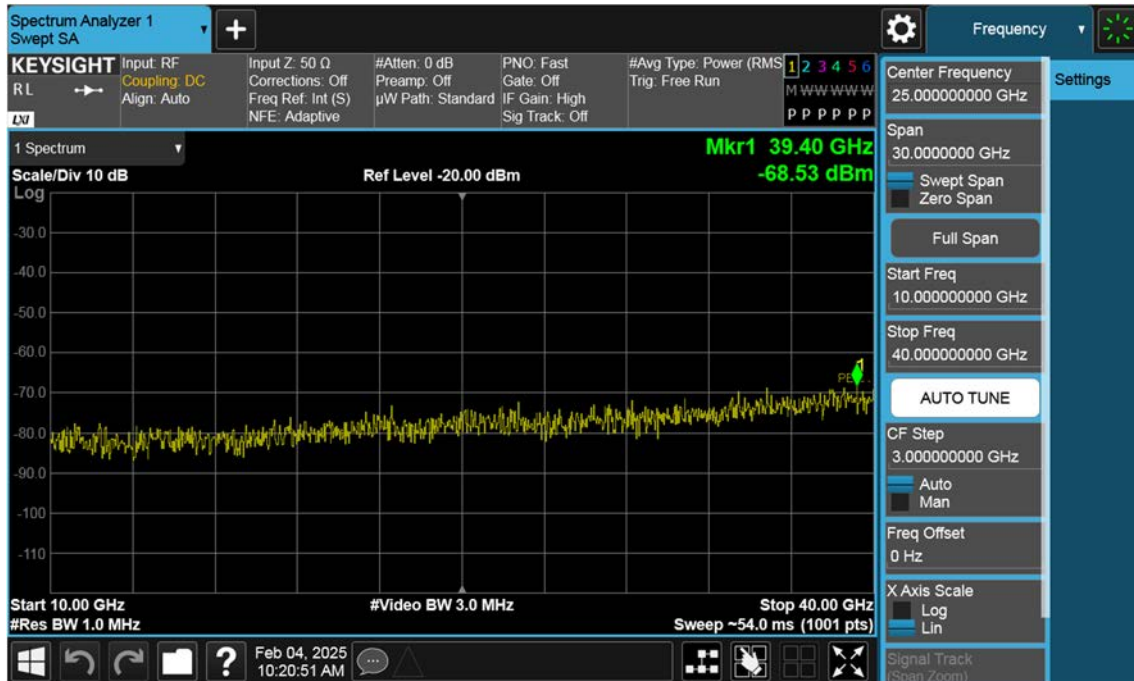 Spectrum Analyzer 1
Swept SA
Frequency
KEYSIGHT
R L
LXI
Input: RF
Coupling: DC
Align: Auto
Input Z: 50 Ω
Corrections: Off
Freq Ref: Int (S)
NFE: Adaptive
#Atten: 0 dB
Preamp: Off
µW Path: Standard
PNO: Fast
Gate: Off
IF Gain: High
Sig Track: Off
#Avg Type: Power (RMS
Trig: Free Run
1 2 3 4 5 6
M W W W W W
P P P P P P
1 Spectrum
Scale/Div 10 dB
Log
Ref Level -20.00 dBm
Mkr1 39.40 GHz
-68.53 dBm
-30.0
-40.0
-50.0
-60.0
-70.0
-80.0
-90.0
-100
-110
1
Start 10.00 GHz
#Video BW 3.0 MHz
Stop 40.00 GHz
#Res BW 1.0 MHz
Sweep ~54.0 ms (1001 pts)
Feb 04, 2025
10:20:51 AM
Center Frequency
25.000000000 GHz
Span
30.0000000 GHz
Swept Span
Zero Span
Full Span
Start Freq
10.000000000 GHz
Stop Freq
40.000000000 GHz
AUTO TUNE
CF Step
3.000000000 GHz
Auto
Man
Freq Offset
0 Hz
X Axis Scale
Log
Lin
Signal Track
(Span Zoom)
Settings